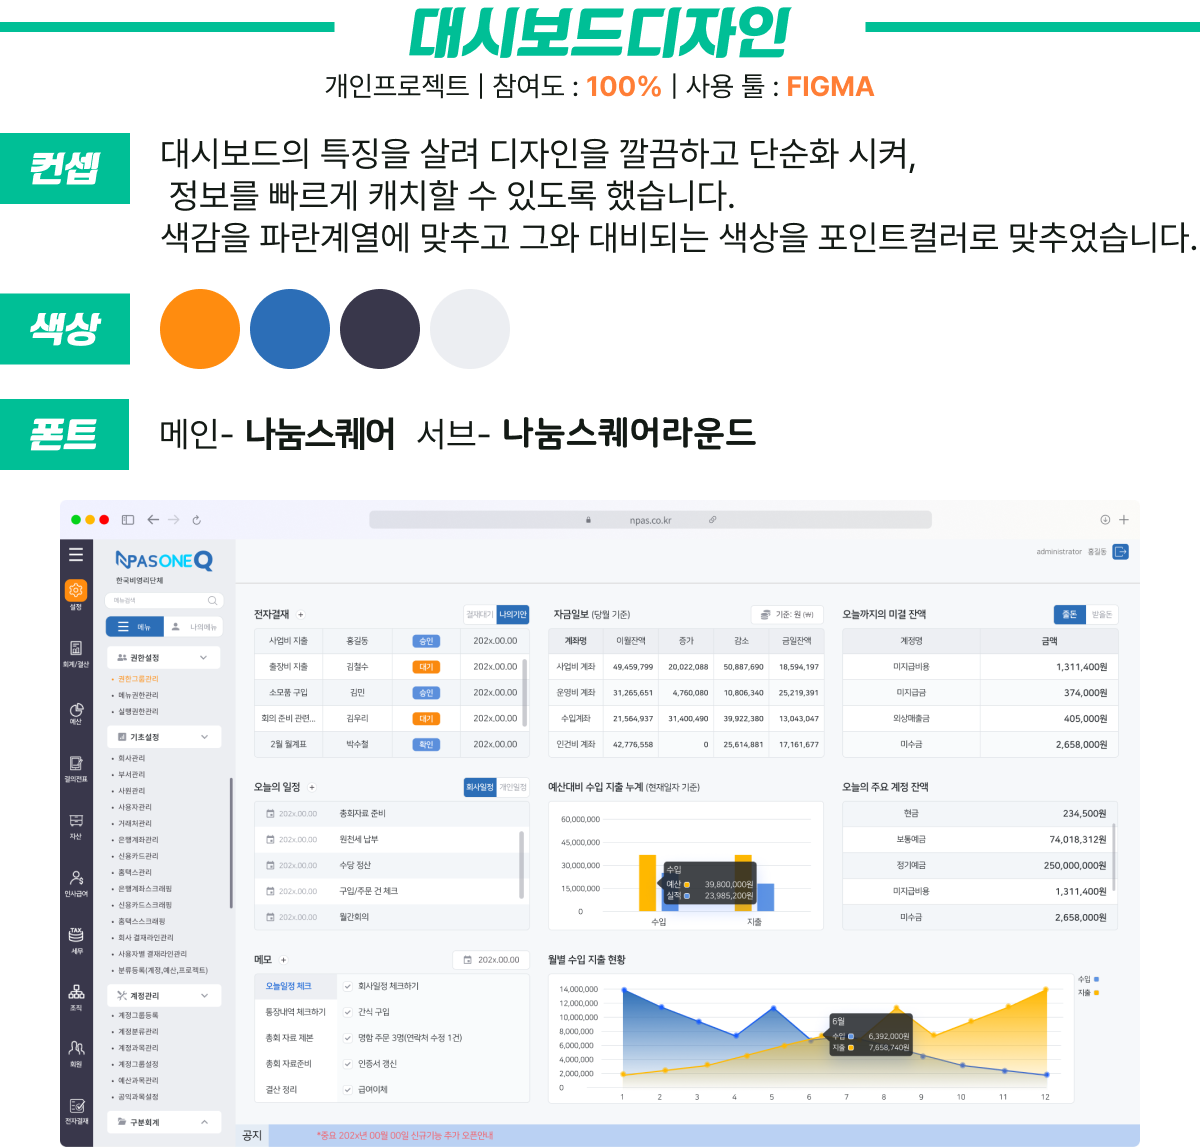 대시보드디자인
개인프로젝트 | 참여도 : 100% | 사용 툴 : FIGMA
컨셉
대시보드의 특징을 살려 디자인을 깔끔하고 단순화 시켜,
정보를 빠르게 캐치할 수 있도록 했습니다.
색감을 파란계열에 맞추고 그와 대비되는 색상을 포인트컬러로 맞추었습니다.
색상
폰트
메인- 나눔스퀘어 서브- 나눔스퀘어라운드
npas.co.kr
설정
회계/결산
예산
결의전표
자산
인사급여
TAX
세무
조직
회원
전자결재
NPAS ONE Q
한국비영리단체
메뉴검색
메뉴 나의메뉴
권한설정
• 권한그룹관리
• 메뉴권한관리
• 실행권한관리
기초설정
• 회사관리
• 부서관리
• 사원관리
• 사용자관리
• 거래처관리
• 은행계좌관리
• 신용카드관리
• 홈택스관리
• 은행계좌스크래핑
• 신용카드스크래핑
• 홈택스스크래핑
• 회사 결재라인관리
• 사용자별 결재라인관리
• 분류등록(계정,예산,프로젝트)
계정관리
• 계정그룹등록
• 계정분류관리
• 계정과목관리
• 계정그룹설정
• 예산과목관리
• 공익과목설정
구분회계
administrator 홍길동
전자결재 + 결재대기 나의기안
사업비 지출 홍길동 승인 202x.00.00
출장비 지출 김철수 대기 202x.00.00
소모품 구입 김민 승인 202x.00.00
회의 준비 관련... 김우리 대기 202x.00.00
2월 월계표 박수철 확인 202x.00.00
자금일보 (당월 기준) 기준: 원 (₩)
계좌명 이월잔액 증가 감소 금일잔액
사업비 계좌 49,459,799 20,022,088 50,887,690 18,594,197
운영비 계좌 31,265,651 4,760,080 10,806,340 25,219,391
수입계좌 21,564,937 31,400,490 39,922,380 13,043,047
인건비 계좌 42,776,558 0 25,614,881 17,161,677
오늘까지의 미결 잔액 줄돈 받을돈
계정명 금액
미지급비용 1,311,400원
미지급금 374,000원
외상매출금 405,000원
미수금 2,658,000원
오늘의 일정 + 회사일정 개인일정
202x.00.00 총회자료 준비
202x.00.00 원천세 납부
202x.00.00 수당 정산
202x.00.00 구입/주문 건 체크
202x.00.00 월간회의
예산대비 수입 지출 누계 (현재일자 기준)
60,000,000
45,000,000
30,000,000
15,000,000
0
수입 지출
수입
예산 39,800,000원
실적 23,985,200원
오늘의 주요 계정 잔액
현금 234,500원
보통예금 74,018,312원
정기예금 250,000,000원
미지급비용 1,311,400원
미수금 2,658,000원
메모 + 202x.00.00
오늘일정 체크
통장내역 체크하기
총회 자료 제본
총회 자료준비
결산 정리
회사일정 체크하기
간식 구입
명함 주문 3명(연락처 수정 1건)
인증서 갱신
급여이체
월별 수입 지출 현황
14,000,000
12,000,000
10,000,000
8,000,000
6,000,000
4,000,000
2,000,000
0
1 2 3 4 5 6 7 8 9 10 11 12
6월
수입 6,392,000원
지출 7,658,740원
수입
지출
공지 *중요 202x년 00월 00일 신규기능 추가 오픈안내